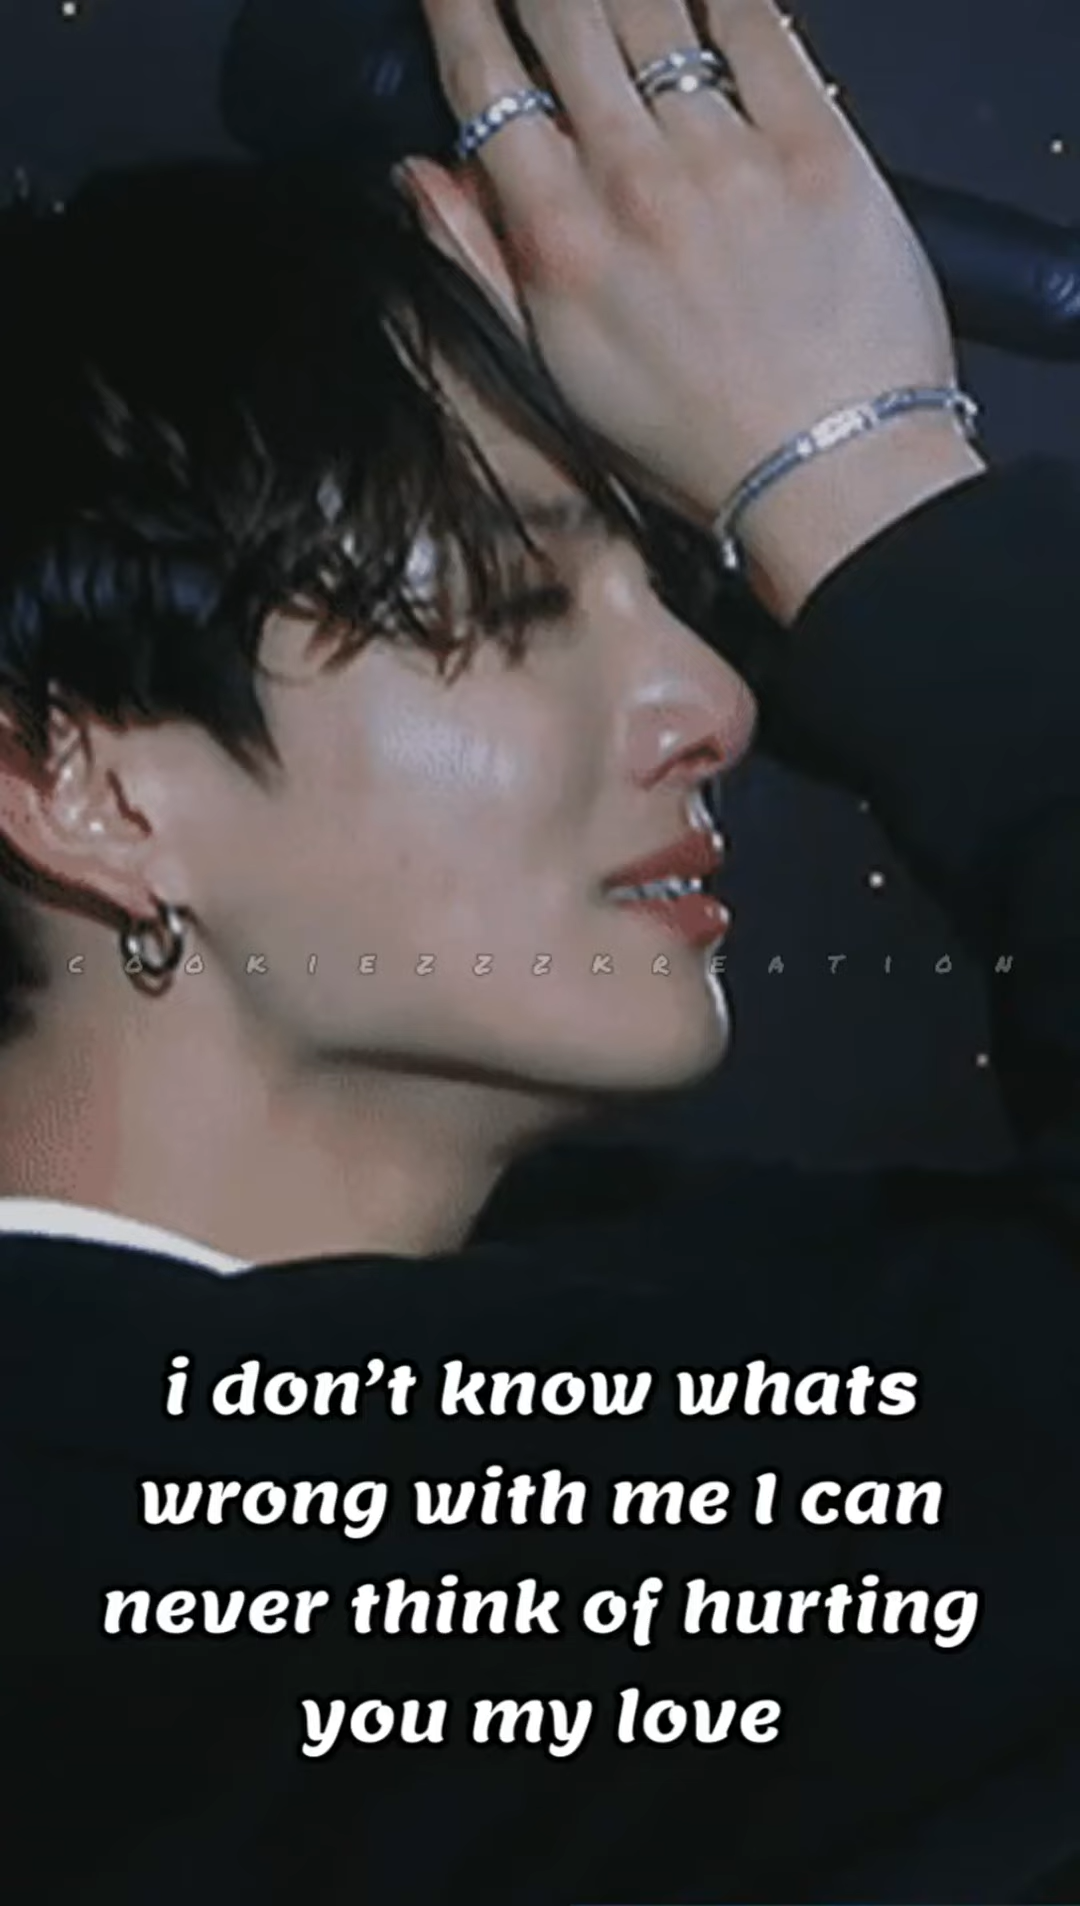 COOKIEZZZKREATION
i don’t know whats
wrong with me I can
never think of hurting
you my love